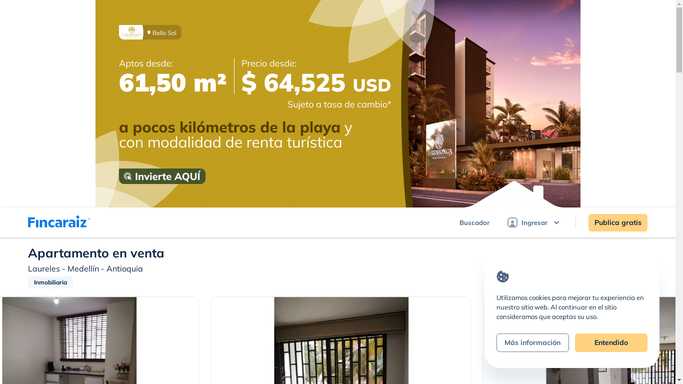 Bello Sol
Aptos desde:
61,50 m²
Precio desde:
$ 64,525 USD
Sujeto a tasa de cambio*
a pocos kilómetros de la playa y
con modalidad de renta turística
Invierte AQUÍ
Fincaraiz
Buscador
Ingresar
Publica gratis
Apartamento en venta
Laureles - Medellín - Antioquia
Inmobiliaria
Utilizamos cookies para mejorar tu experiencia en
nuestro sitio web. Al continuar en el sitio
consideramos que aceptas su uso.
Más información
Entendido